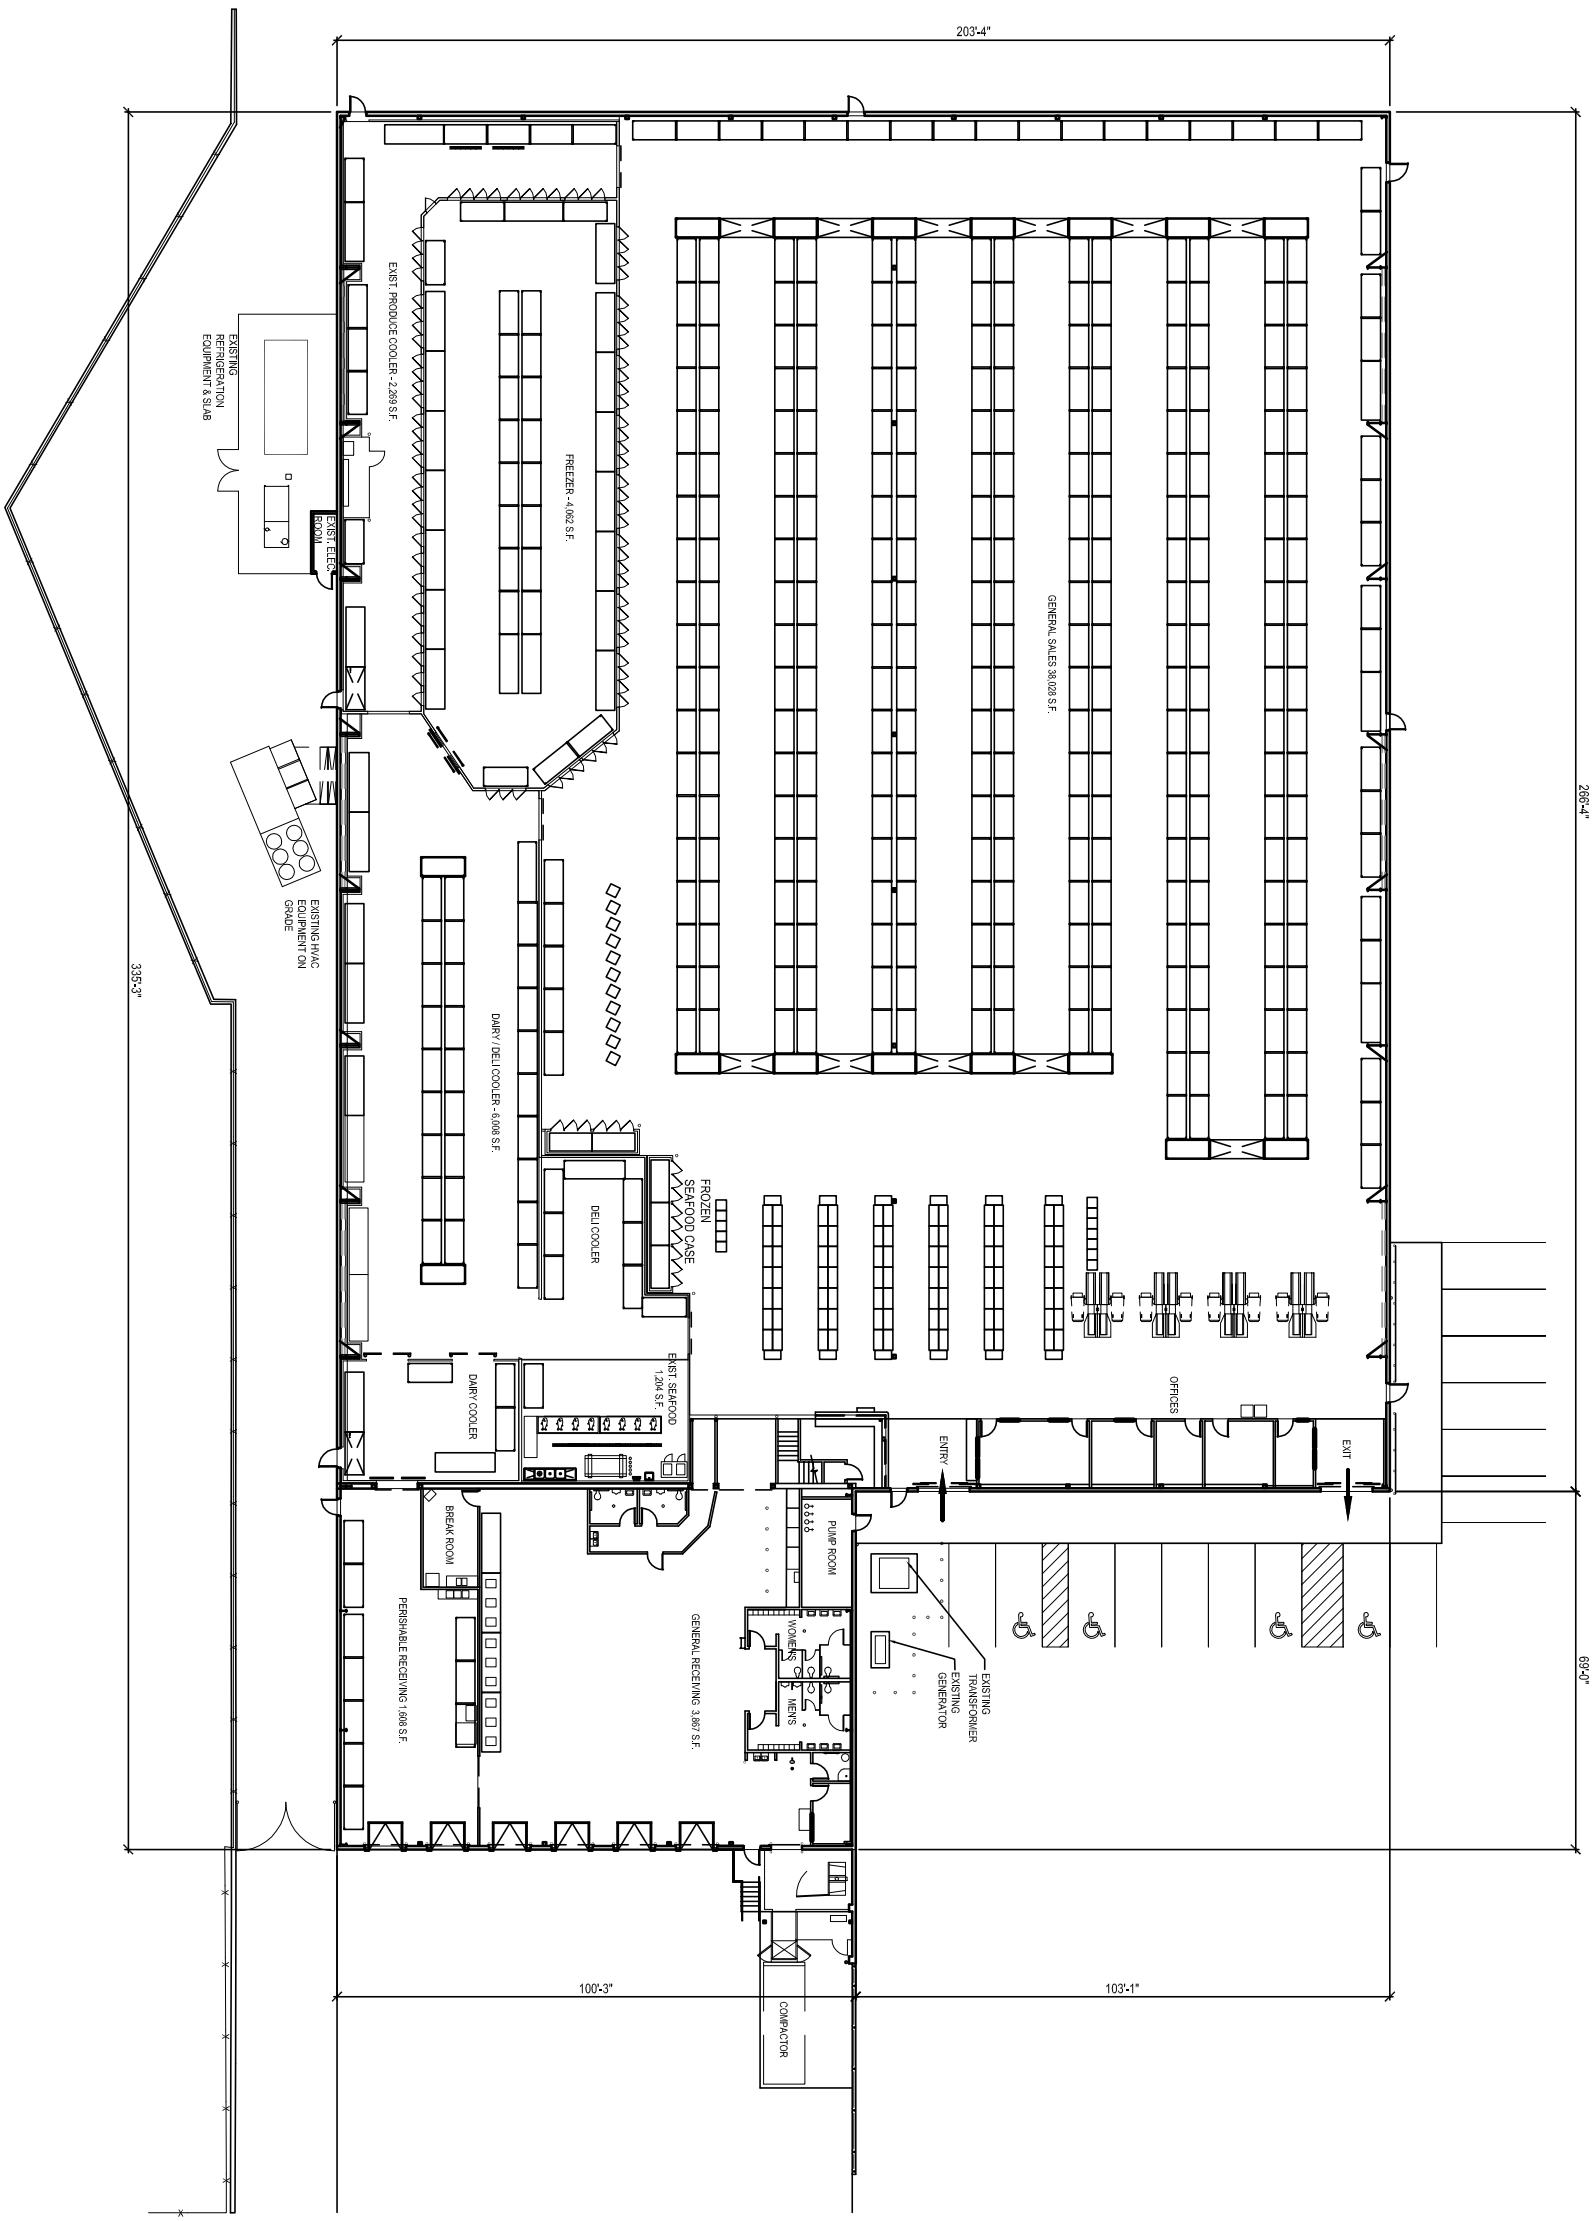 203'-4"
266'-4"
EXIST. PRODUCE COOLER - 2,269 S.F.
EXISTING
REFRIGERATION
EQUIPMENT & SLAB
FREEZER - 4,062 S.F.
EXIST. ELEC.
ROOM
GENERAL SALES 38,028 S.F.
EXISTING HVAC
EQUIPMENT ON
GRADE
335'-3"
DAIRY / DELI COOLER - 6,008 S.F.
FROZEN
SEAFOOD CASE
DELI COOLER
EXIST. SEAFOOD
1,204 S.F.
DAIRY COOLER
OFFICES
ENTRY
EXIT
BREAK ROOM
PUMP ROOM
PERISHABLE RECEIVING 1,608 S.F.
GENERAL RECEIVING 3,867 S.F.
WOMEN'S
MEN'S
EXISTING
TRANSFORMER
EXISTING
GENERATOR
69'-0"
100'-3"
103'-1"
COMPACTOR